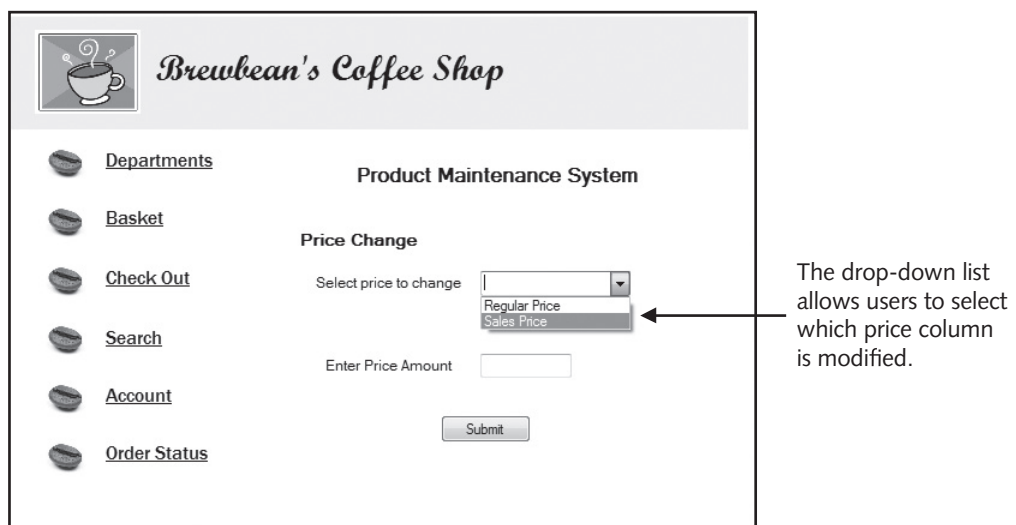 Brewbean's Coffee Shop
Departments
Basket
Check Out
Search
Account
Order Status
Product Maintenance System
Price Change
Select price to change
Regular Price
Sales Price
Enter Price Amount
Submit
The drop-down list
allows users to select
which price column
is modified.